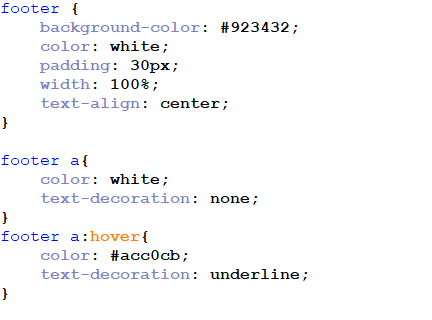 footer {
    background-color: #923432;
    color: white;
    padding: 30px;
    width: 100%;
    text-align: center;
}

footer a{
    color: white;
    text-decoration: none;
}
footer a:hover{
    color: #acc0cb;
    text-decoration: underline;
}